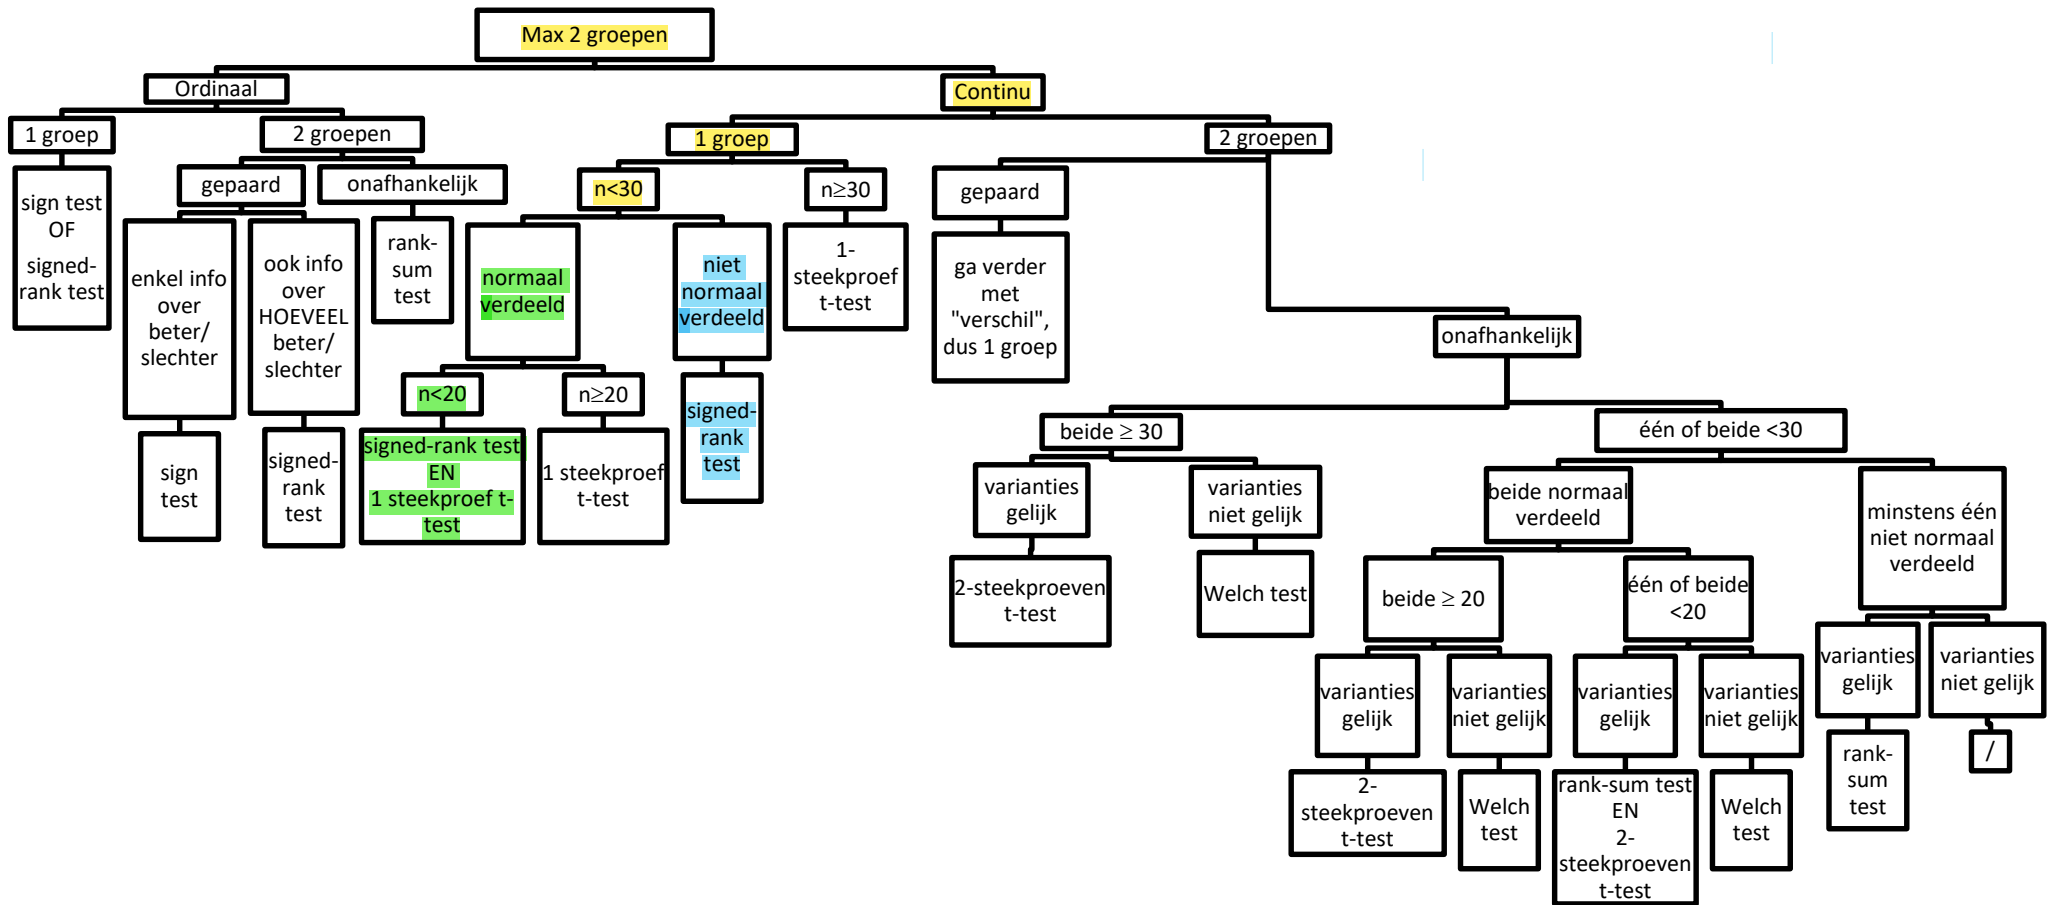 Max 2 groepen
Ordinaal
Continu
1 groep
2 groepen
1 groep
2 groepen
gepaard
onafhankelijk
n<30
n≥30
gepaard
sign test
OF
signed-
rank test
enkel info
over
beter/
slechter
ook info
over
HOEVEEL
beter/
slechter
rank-
sum
test
normaal
verdeeld
niet
normaal
verdeeld
1-
steekproef
t-test
ga verder
met
"verschil",
dus 1 groep
onafhankelijk
n<20
n≥20
signed-
rank
test
sign
test
signed-
rank
test
signed-rank test
EN
1 steekproef t-
test
1 steekproef
t-test
beide ≥ 30
één of beide <30
varianties
gelijk
varianties
niet gelijk
beide normaal
verdeeld
minstens één
niet normaal
verdeeld
2-steekproeven
t-test
Welch test
beide ≥ 20
één of beide
<20
varianties
gelijk
varianties
niet gelijk
varianties
gelijk
varianties
niet gelijk
varianties
gelijk
varianties
niet gelijk
2-
steekproeven
t-test
Welch
test
rank-sum test
EN
2-
steekproeven
t-test
Welch
test
rank-
sum
test
/